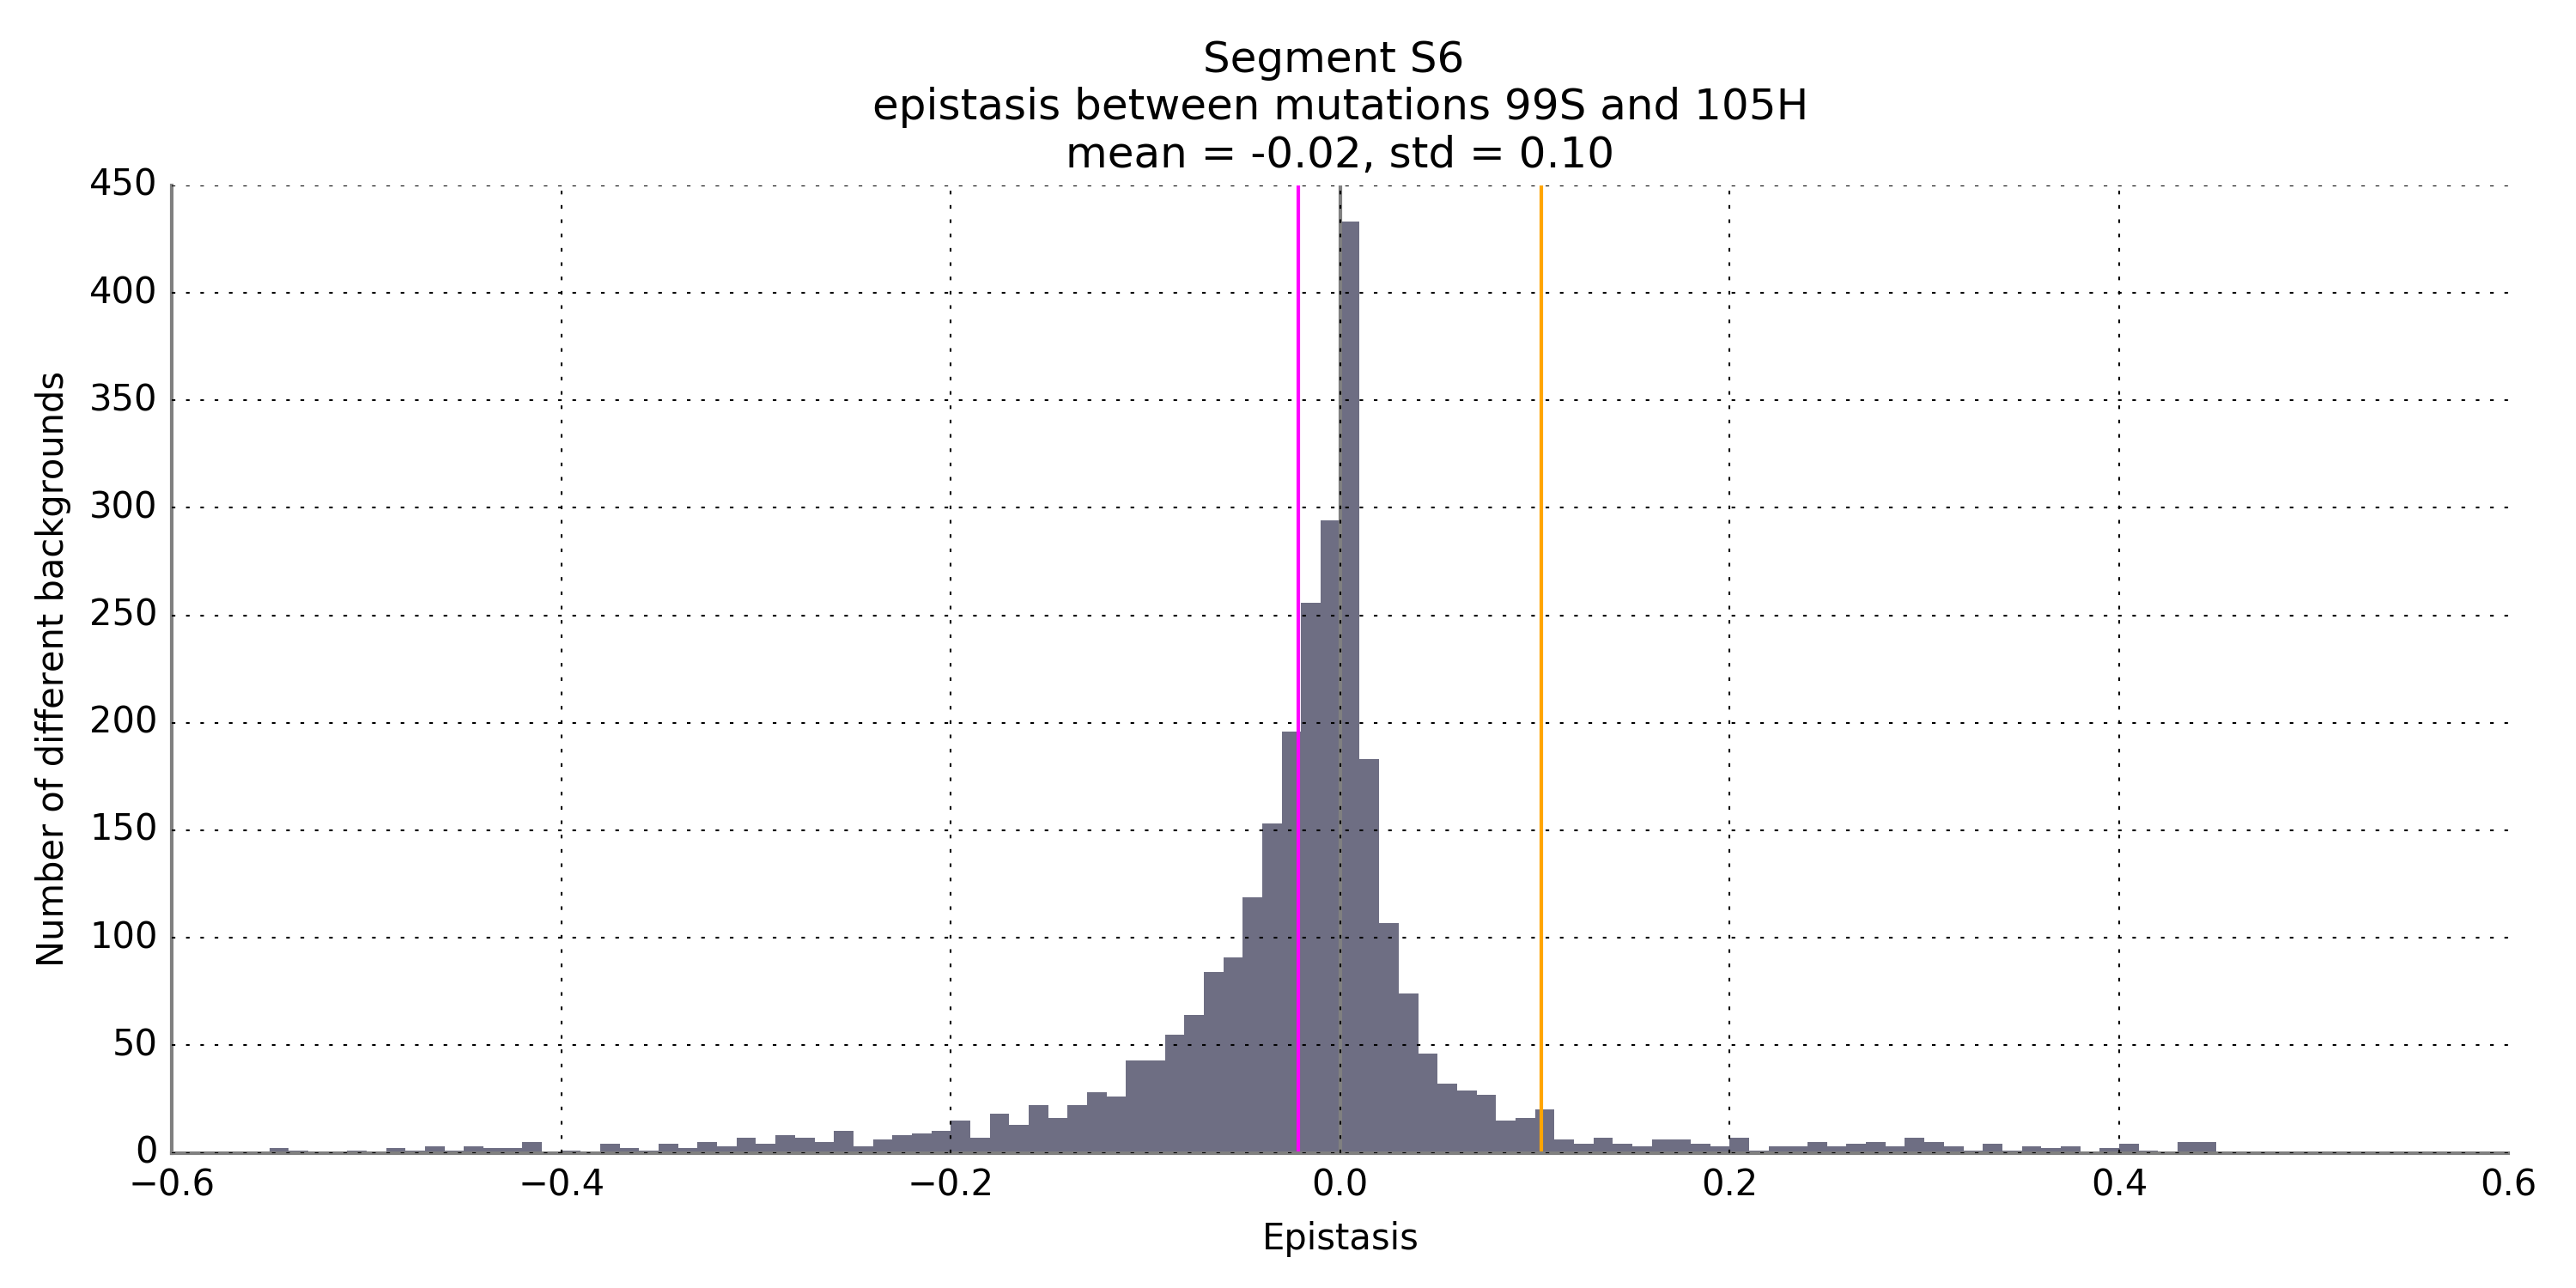 Segment S6
epistasis between mutations 99S and 105H
mean = -0.02, std = 0.10
450
400
350
300
250
200
150
100
50
0
Number of different backgrounds
−0.6 −0.4 −0.2 0.0 0.2 0.4 0.6
Epistasis